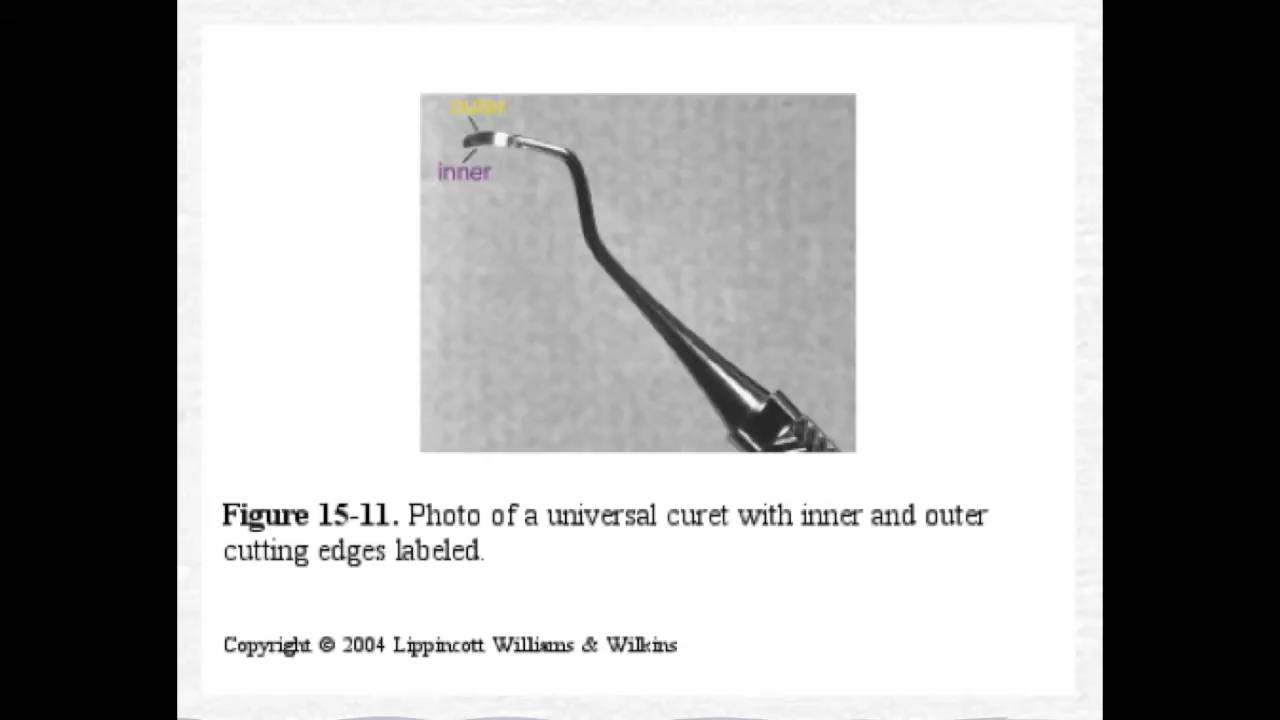 outer
inner
Figure 15-11. Photo of a universal curet with inner and outer
cutting edges labeled.
Copyright © 2004 Lippincott Williams & Wilkins